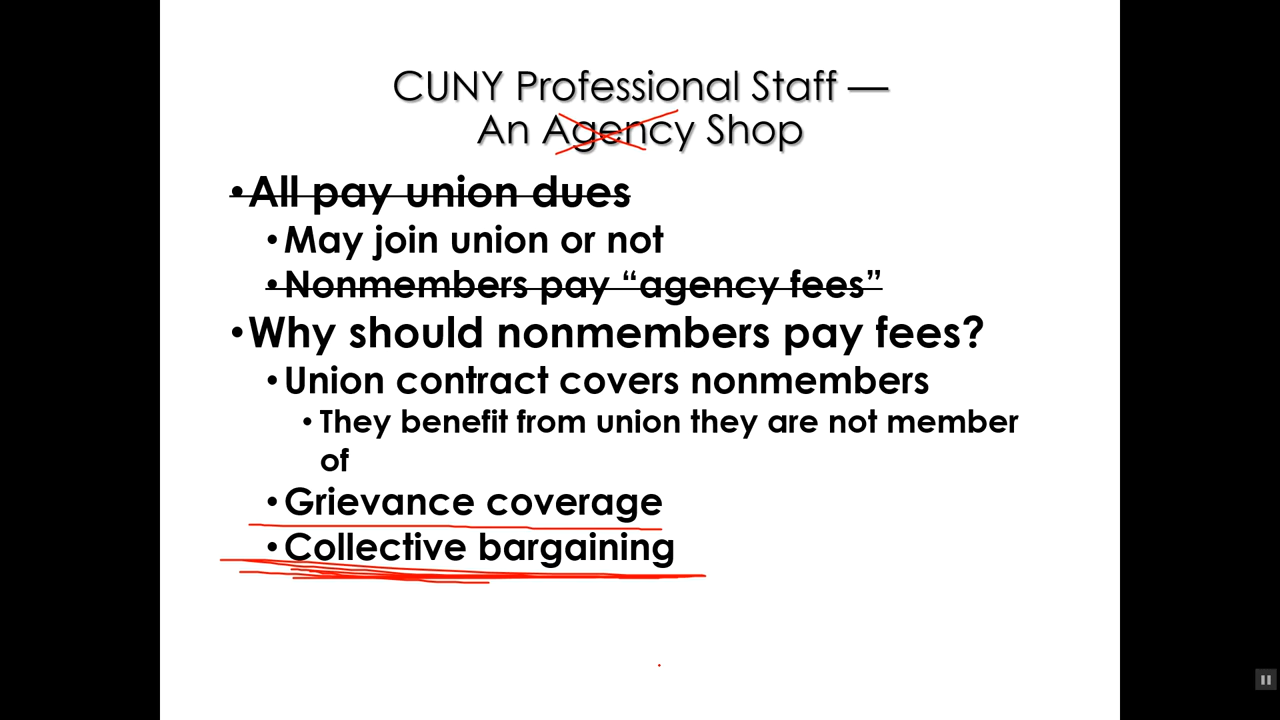 CUNY Professional Staff —
An Agency Shop
•All pay union dues
•May join union or not
•Nonmembers pay “agency fees”
•Why should nonmembers pay fees?
•Union contract covers nonmembers
•They benefit from union they are not member
of
•Grievance coverage
•Collective bargaining